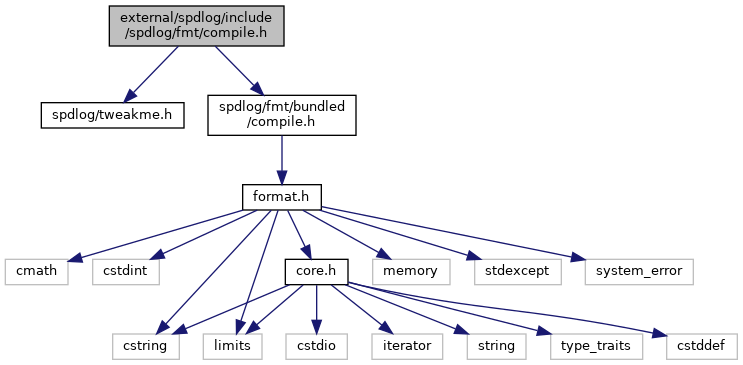 external/spdlog/include
/spdlog/fmt/compile.h
spdlog/tweakme.h
spdlog/fmt/bundled
/compile.h
format.h
cmath
cstdint
core.h
memory
stdexcept
system_error
cstring
limits
cstdio
iterator
string
type_traits
cstddef